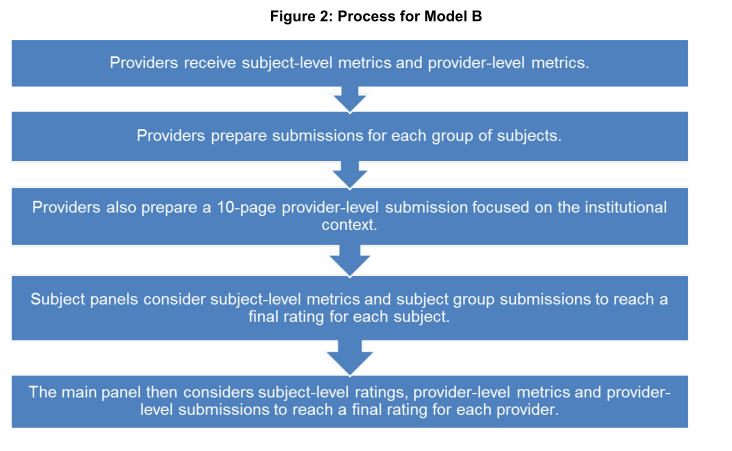 Figure 2: Process for Model B
Providers receive subject-level metrics and provider-level metrics.
Providers prepare submissions for each group of subjects.
Providers also prepare a 10-page provider-level submission focused on the institutional
context.
Subject panels consider subject-level metrics and subject group submissions to reach a
final rating for each subject.
The main panel then considers subject-level ratings, provider-level metrics and provider-
level submissions to reach a final rating for each provider.